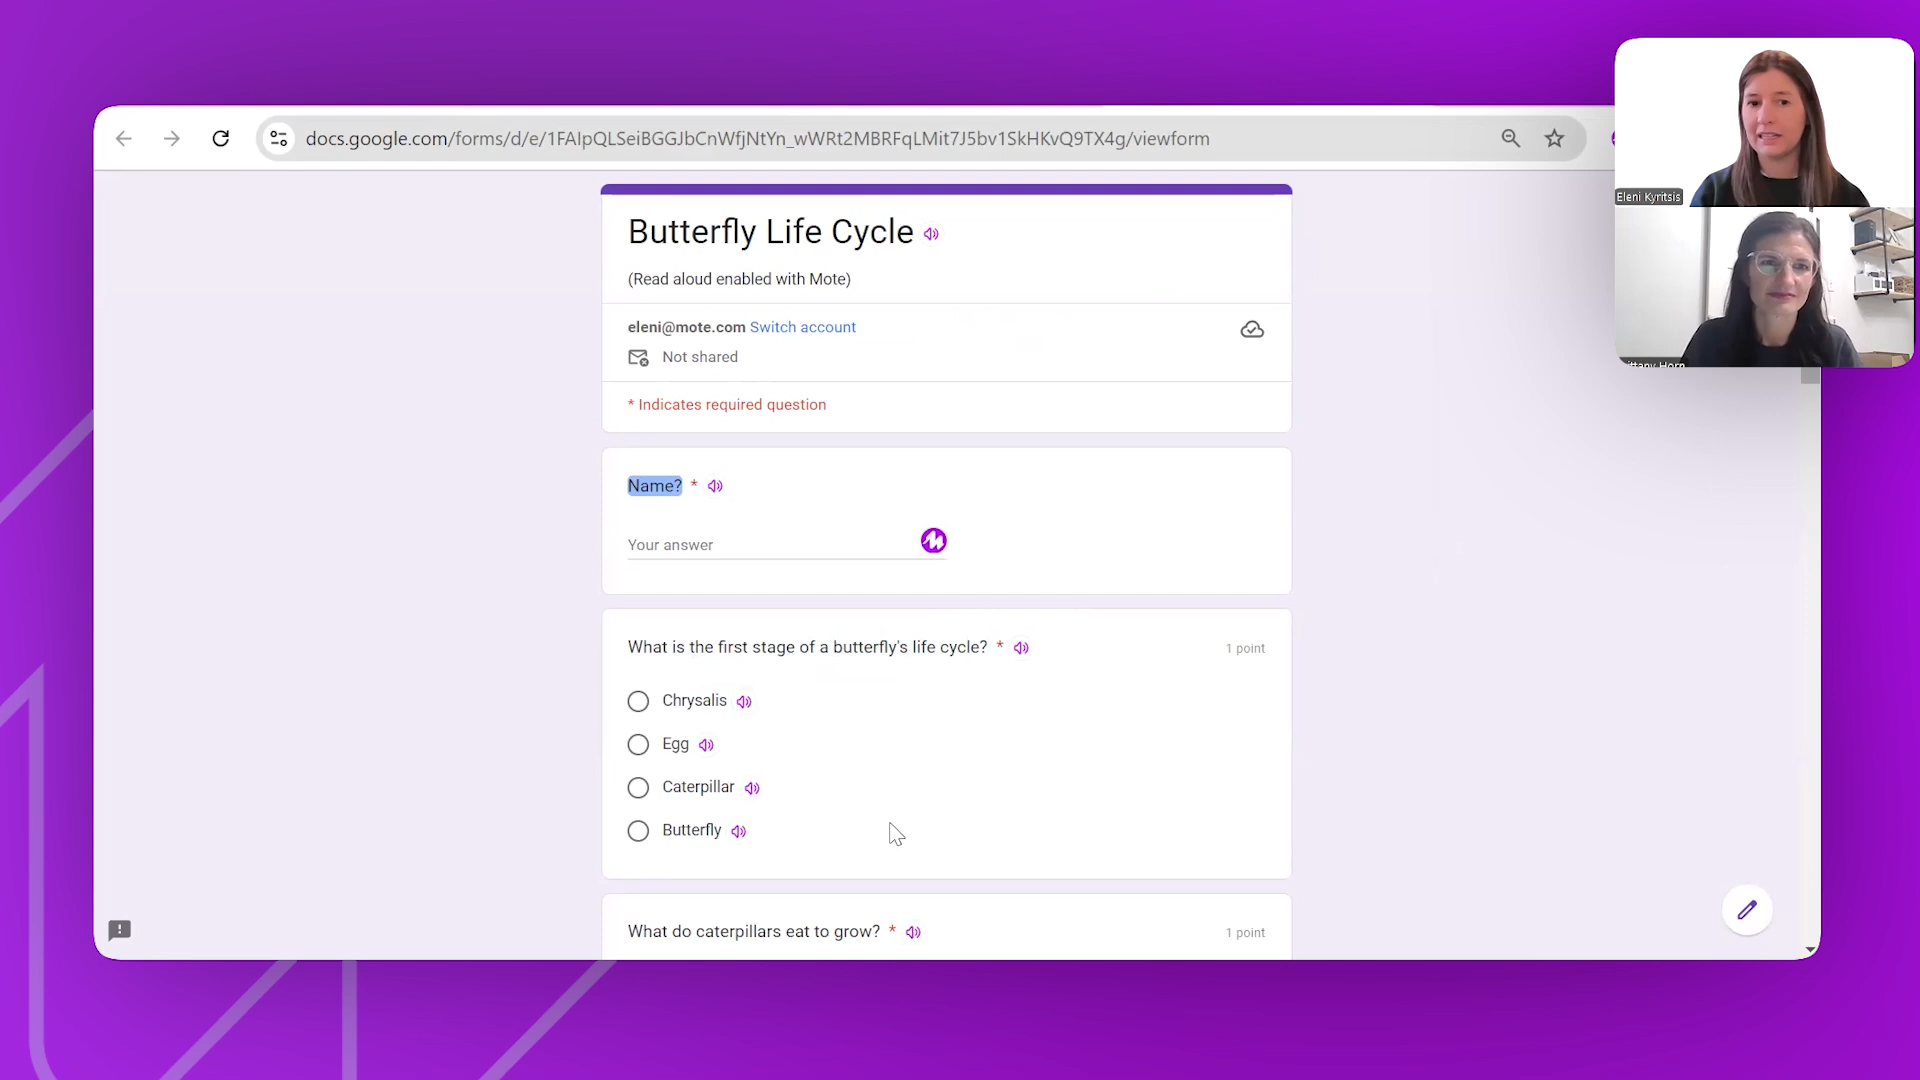 docs.google.com/forms/d/e/1FAIpQLSeiBGGJbCnWfjNtYn_wWRt2MBRFqLMit7J5bv1SkHKvQ9TX4g/viewform
Eleni Kyritsis
Butterfly Life Cycle
(Read aloud enabled with Mote)
eleni@mote.com Switch account
Not shared
* Indicates required question
Name? *
Your answer
What is the first stage of a butterfly's life cycle? * 1 point
Chrysalis
Egg
Caterpillar
Butterfly
What do caterpillars eat to grow? * 1 point